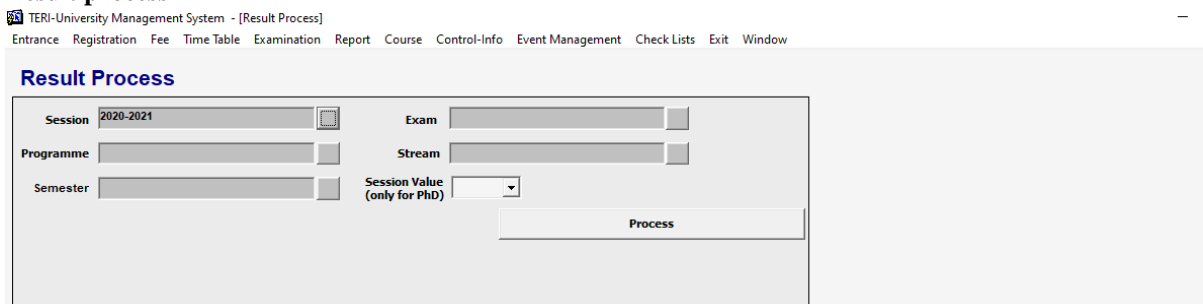 TERI-University Management System - [Result Process]
Entrance Registration Fee Time Table Examination Report Course Control-Info Event Management Check Lists Exit Window
Result Process
Session 2020-2021 Exam
Programme Stream
Semester Session Value
(only for PhD)
Process